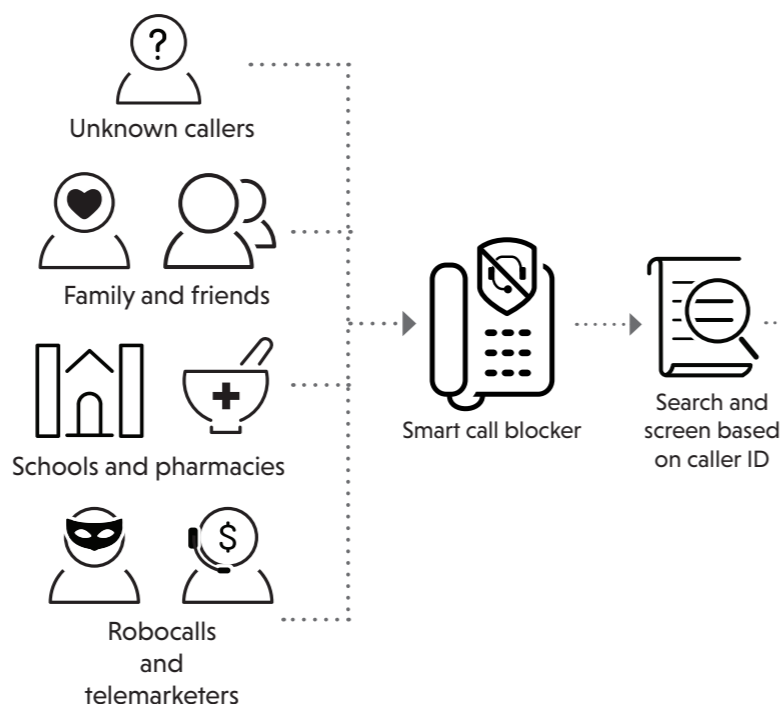 ?
Unknown callers
Family and friends
Schools and pharmacies
$
Robocalls
and
telemarketers
Smart call blocker
Search and
screen based
on caller ID